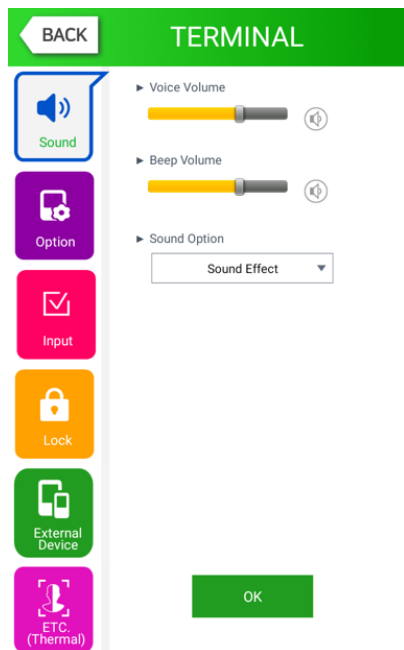 BACK
TERMINAL
Sound
Option
Input
Lock
External
Device
ETC.
(Thermal)
► Voice Volume
► Beep Volume
► Sound Option
Sound Effect
OK